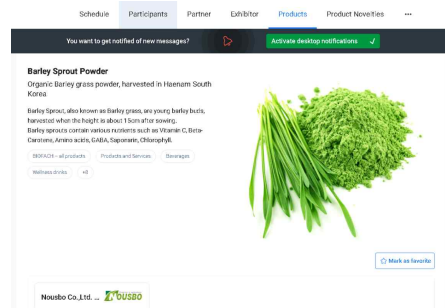 Schedule Participants Partner Exhibitor Products Product Novelties ...
You want to get notified of new messages? Activate desktop notifications
Barley Sprout Powder
Organic Barley grass powder, harvested in Haenam South
Korea
Barley Sprout, also known as Barley grass, are young barley buds,
harvested when the height is about 15cm after sowing.
Barley sprouts contain various nutrients such as Vitamin C, Beta-
Carotene, Amino acids, GABA, Saponarin, Chlorophyll.
BIOFACH – all products Products and Services Beverages
Wellness drinks +8
Mark as favorite
Nousbo Co.,Ltd. ... NOUSBO